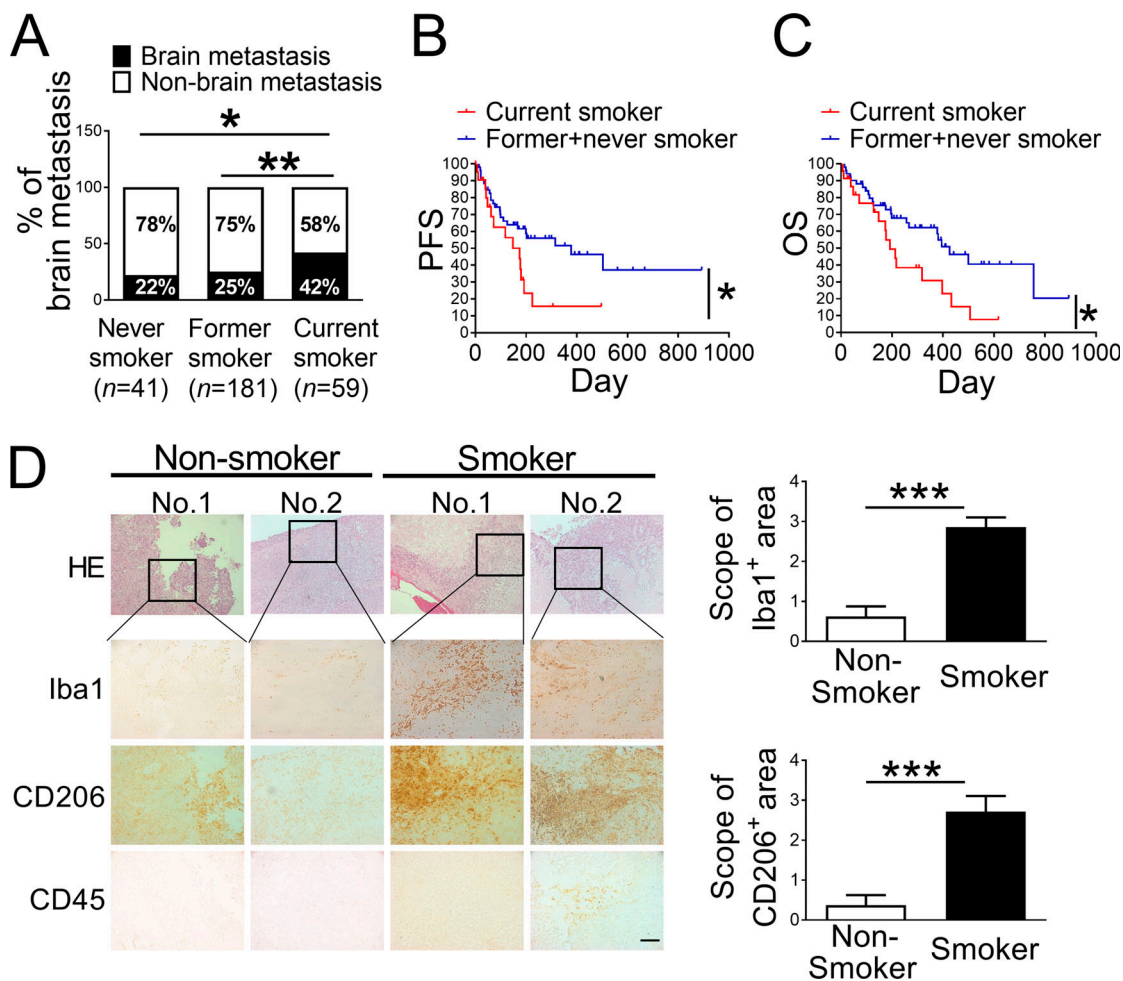 A
Brain metastasis
Non-brain metastasis
% of
brain metastasis
150
100
50
0
*
**
78%
75%
58%
22%
25%
42%
Never
smoker
(n=41)
Former
smoker
(n=181)
Current
smoker
(n=59)
B
Current smoker
Former+never smoker
PFS
100
90
80
70
60
50
40
30
20
10
0
0 200 400 600 800 1000
Day
*
C
Current smoker
Former+never smoker
OS
100
90
80
70
60
50
40
30
20
10
0
0 200 400 600 800 1000
Day
*
D
Non-smoker Smoker
No.1 No.2 No.1 No.2
HE
Iba1
CD206
CD45
Scope of
Iba1+ area
4
3
2
1
0
***
Non-
Smoker
Smoker
Scope of
CD206+ area
4
3
2
1
0
***
Non-
Smoker
Smoker